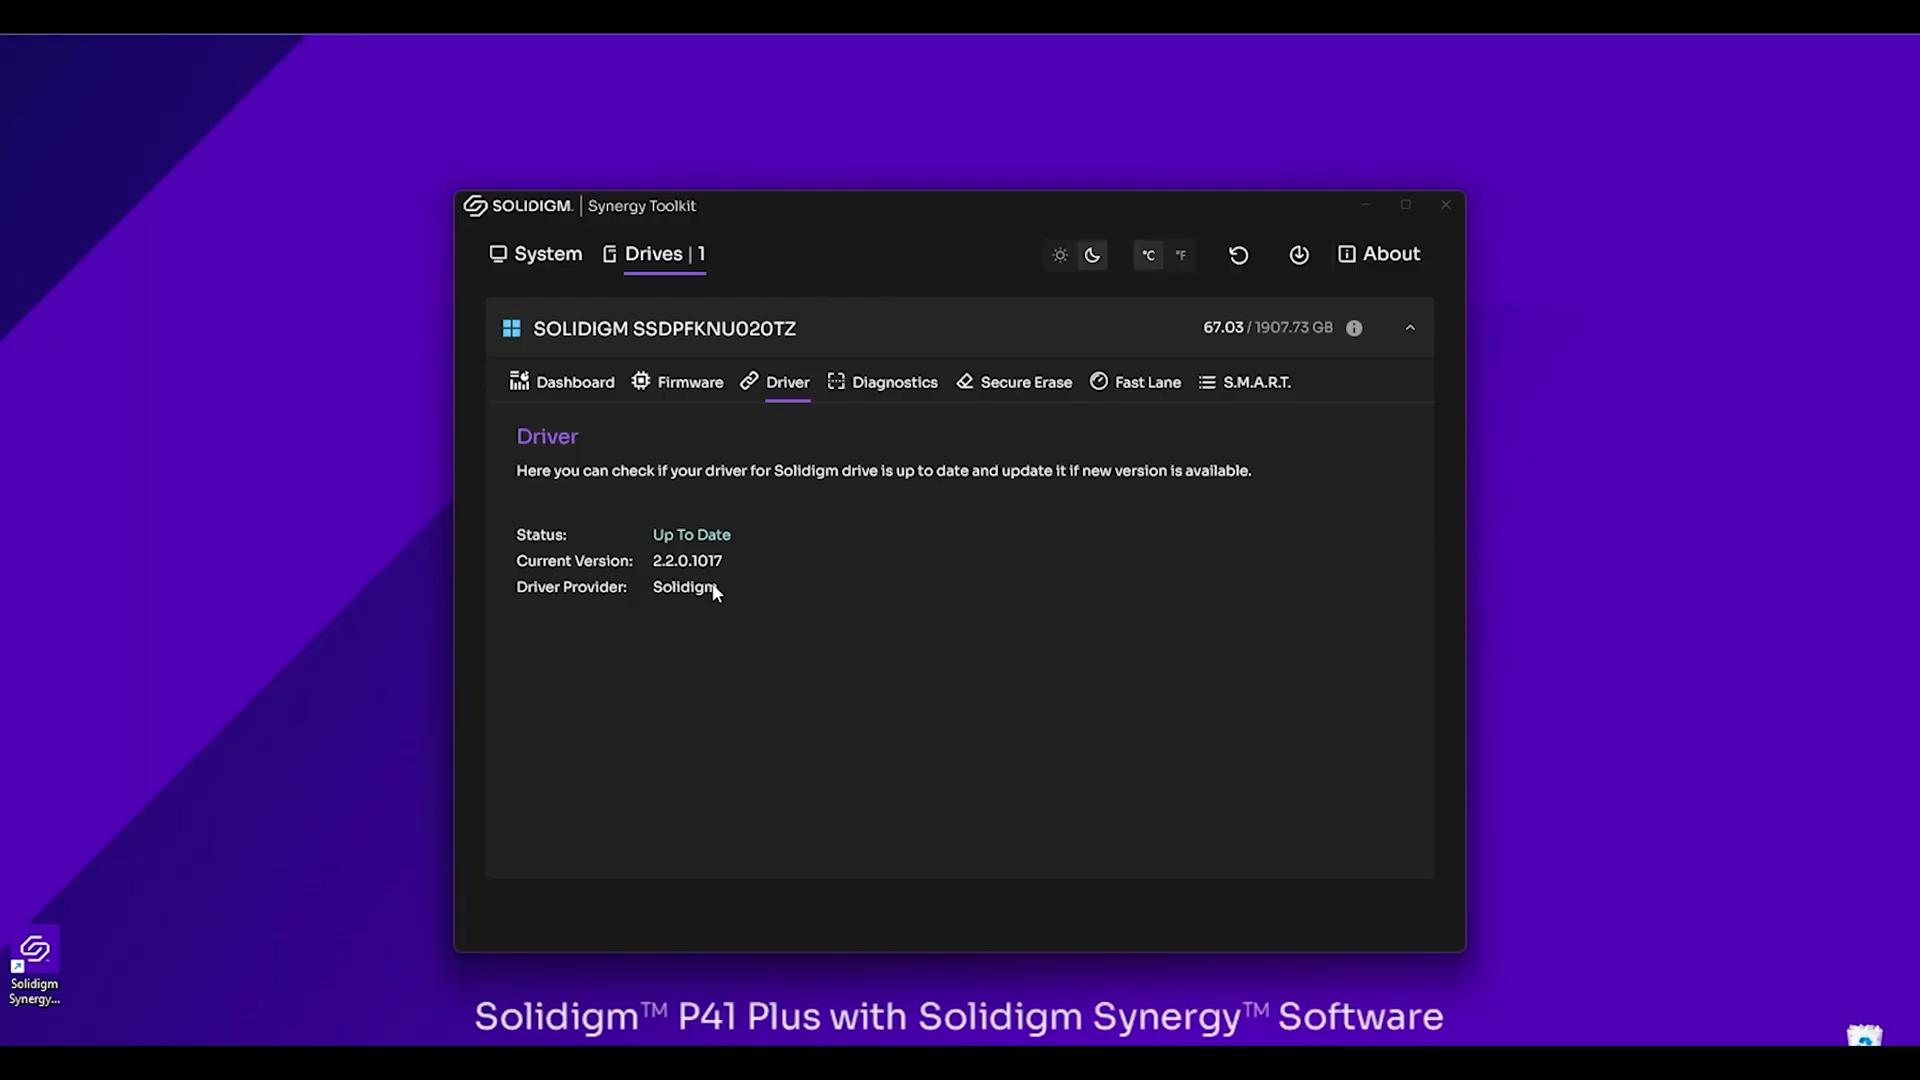 SOLIDIGM. | Synergy Toolkit
System Drives | 1 °C °F About
SOLIDIGM SSDPFKNU020TZ 67.03 / 1907.73 GB
Dashboard Firmware Driver Diagnostics Secure Erase Fast Lane S.M.A.R.T.
Driver
Here you can check if your driver for Solidigm drive is up to date and update it if new version is available.
Status: Up To Date
Current Version: 2.2.0.1017
Driver Provider: Solidigm
Solidigm
Synergy...
Solidigm™ P41 Plus with Solidigm Synergy™ Software